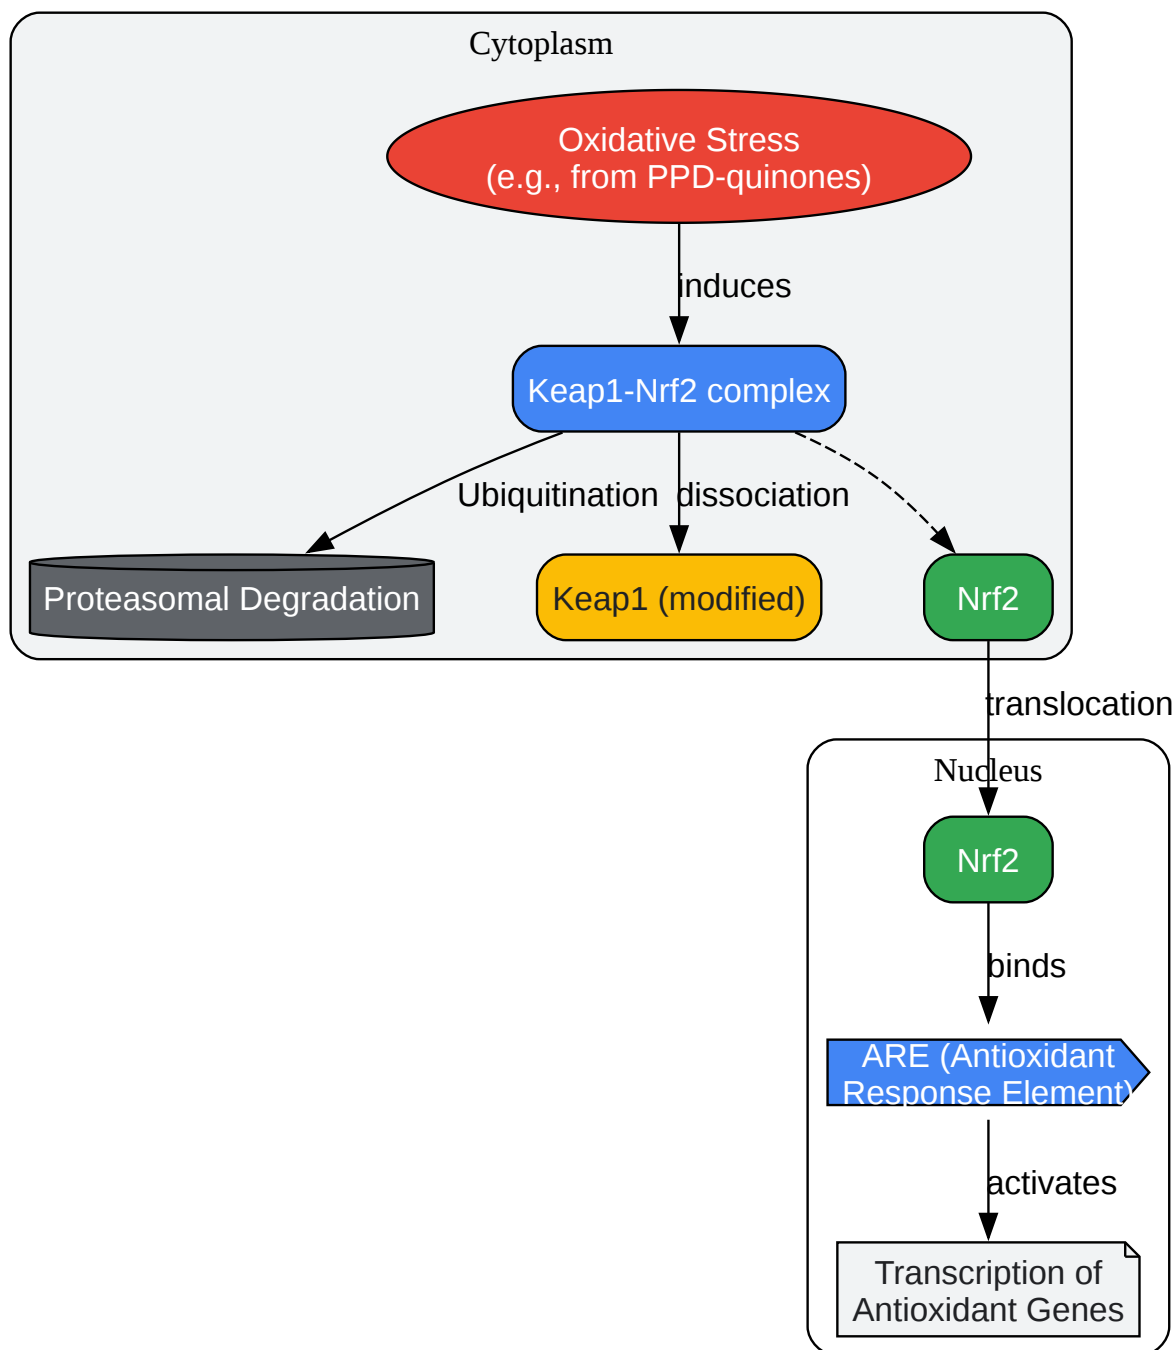 Cytoplasm
Oxidative Stress
(e.g., from PPD-quinones)
induces
Keap1-Nrf2 complex
Ubiquitination
dissociation
Proteasomal Degradation
Keap1 (modified)
Nrf2
translocation
Nucleus
Nrf2
binds
ARE (Antioxidant
Response Element)
activates
Transcription of
Antioxidant Genes